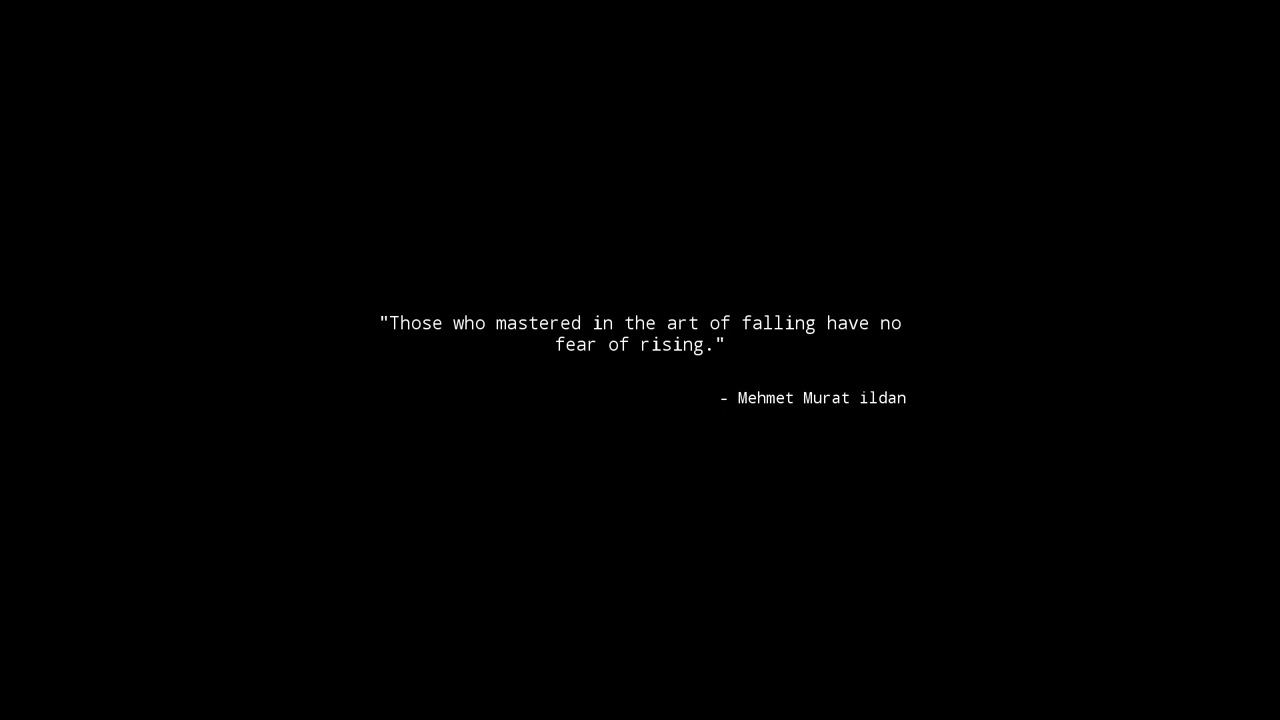 "Those who mastered in the art of falling have no
fear of rising."
- Mehmet Murat ildan